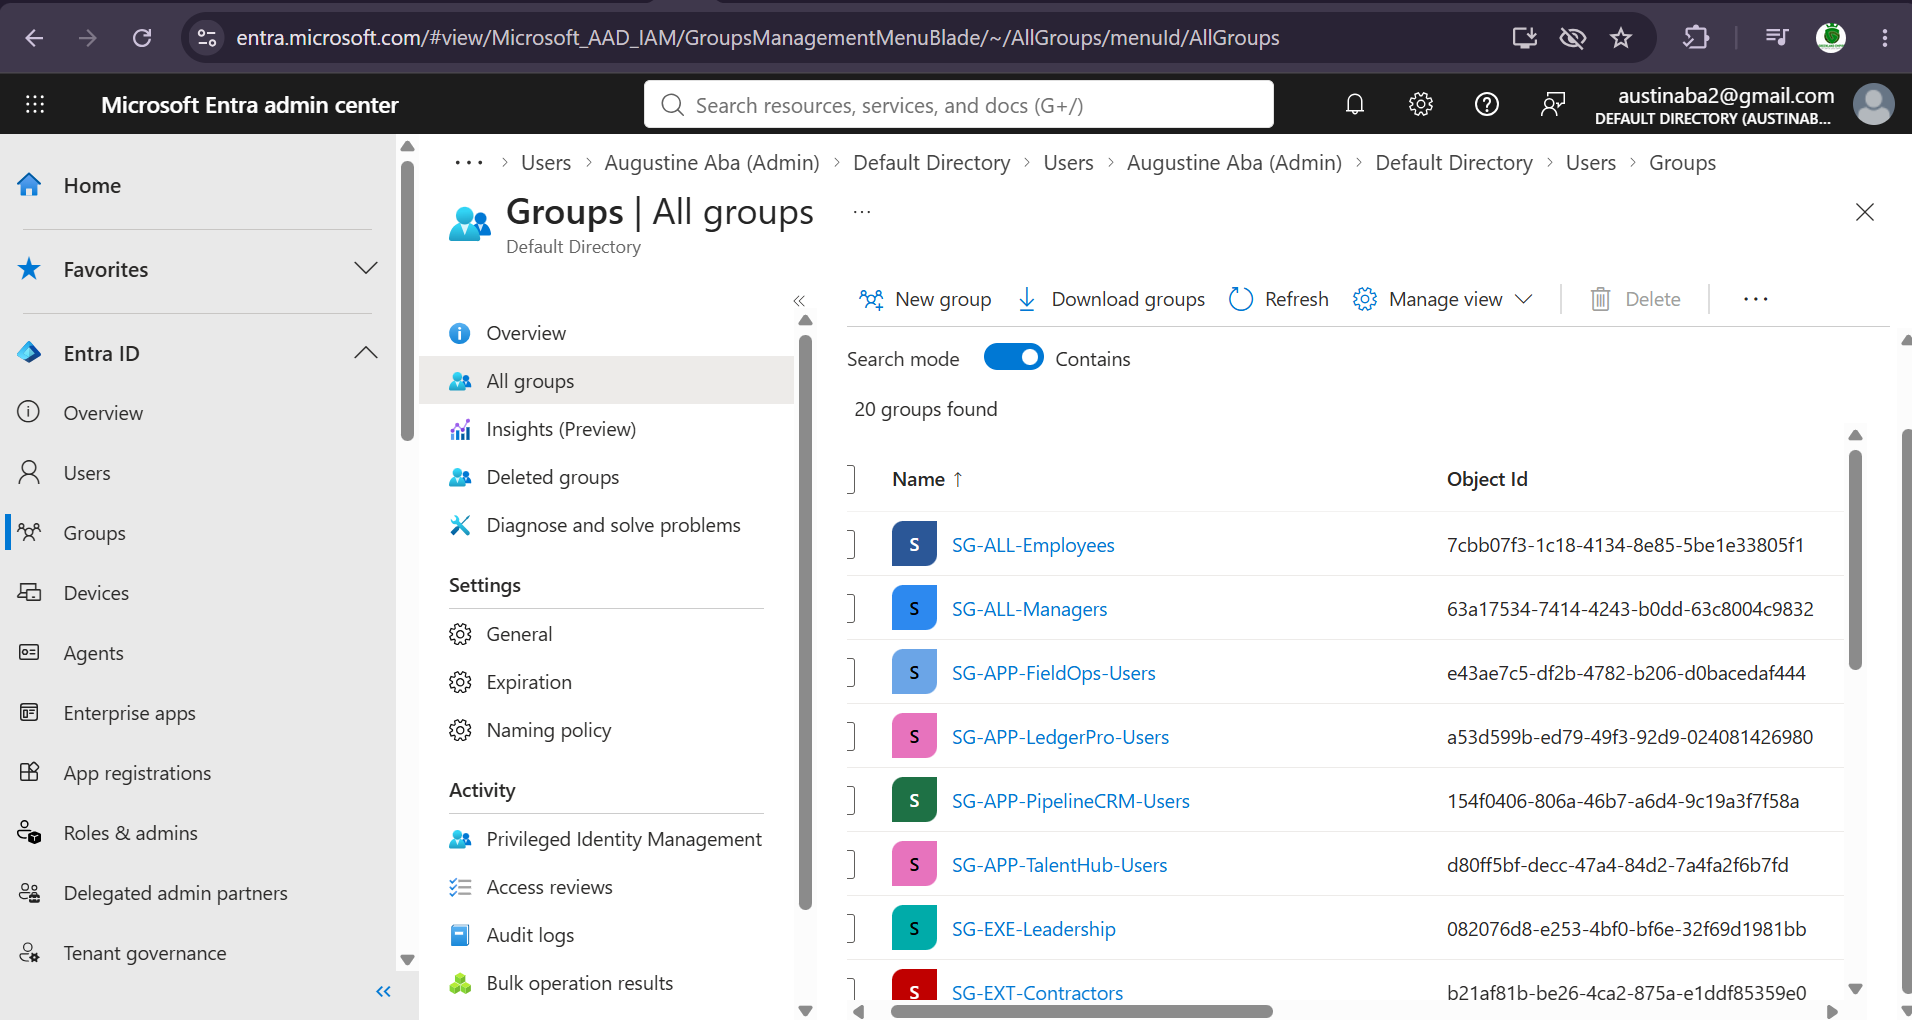 entra.microsoft.com/#view/Microsoft_AAD_IAM/GroupsManagementMenuBlade/~/AllGroups/menuId/AllGroups
Microsoft Entra admin center
Search resources, services, and docs (G+/)
austinaba2@gmail.com
DEFAULT DIRECTORY (AUSTINAB...
Home
Favorites
Entra ID
Overview
Users
Groups
Devices
Agents
Enterprise apps
App registrations
Roles & admins
Delegated admin partners
Tenant governance
... > Users > Augustine Aba (Admin) > Default Directory > Users > Augustine Aba (Admin) > Default Directory > Users > Groups
Groups | All groups ...
Default Directory
Overview
All groups
Insights (Preview)
Deleted groups
Diagnose and solve problems
Settings
General
Expiration
Naming policy
Activity
Privileged Identity Management
Access reviews
Audit logs
Bulk operation results
New group Download groups Refresh Manage view Delete ...
Search mode Contains
20 groups found
Name ↑ Object Id
S SG-ALL-Employees 7cbb07f3-1c18-4134-8e85-5be1e33805f1
S SG-ALL-Managers 63a17534-7414-4243-b0dd-63c8004c9832
S SG-APP-FieldOps-Users e43ae7c5-df2b-4782-b206-d0bacedaf444
S SG-APP-LedgerPro-Users a53d599b-ed79-49f3-92d9-024081426980
S SG-APP-PipelineCRM-Users 154f0406-806a-46b7-a6d4-9c19a3f7f58a
S SG-APP-TalentHub-Users d80ff5bf-decc-47a4-84d2-7a4fa2f6b7fd
S SG-EXE-Leadership 082076d8-e253-4bf0-bf6e-32f69d1981bb
S SG-EXT-Contractors b21af81b-be26-4ca2-875a-e1ddf85359e0